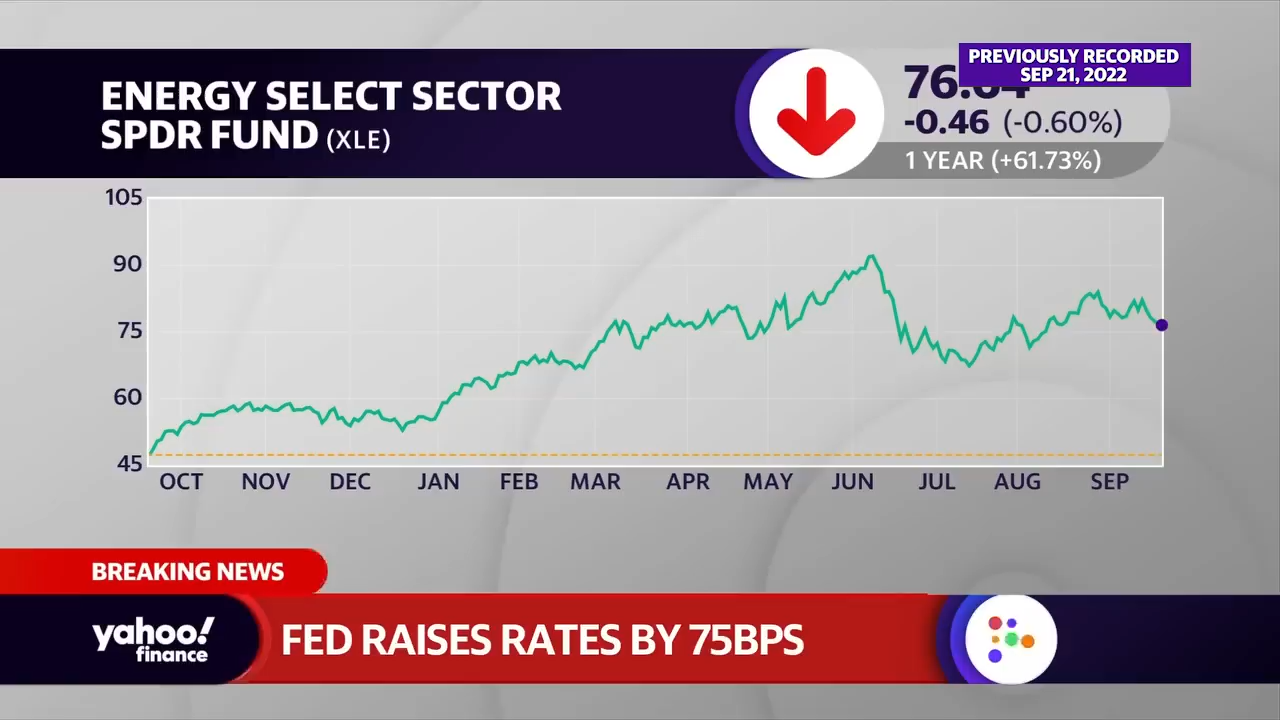 PREVIOUSLY RECORDED
SEP 21, 2022
ENERGY SELECT SECTOR
SPDR FUND (XLE)
-0.46 (-0.60%)
1 YEAR (+61.73%)
105
90
75
60
45
OCT NOV DEC JAN FEB MAR APR MAY JUN JUL AUG SEP
BREAKING NEWS
yahoo!
finance
FED RAISES RATES BY 75BPS